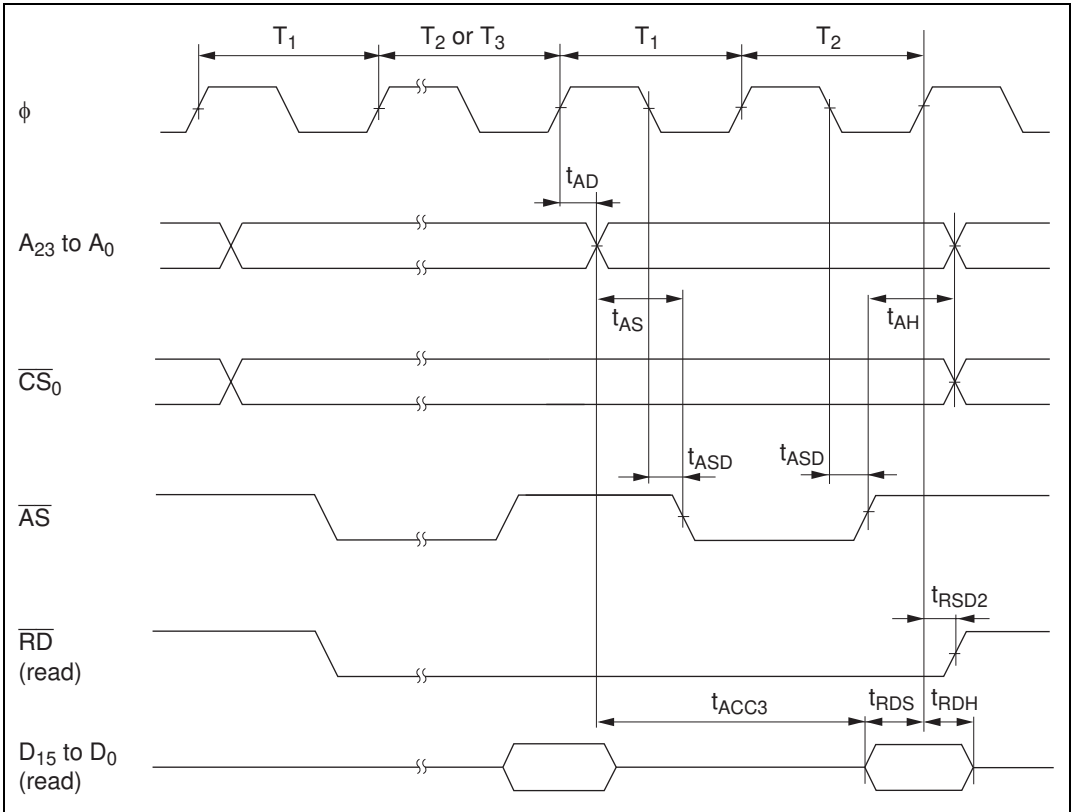 T1 T2 or T3 T1 T2
ϕ
tAD
A23 to A0
tAS tAH
CS0
tASD tASD
AS
tRSD2
RD
(read)
tACC3 tRDS tRDH
D15 to D0
(read)